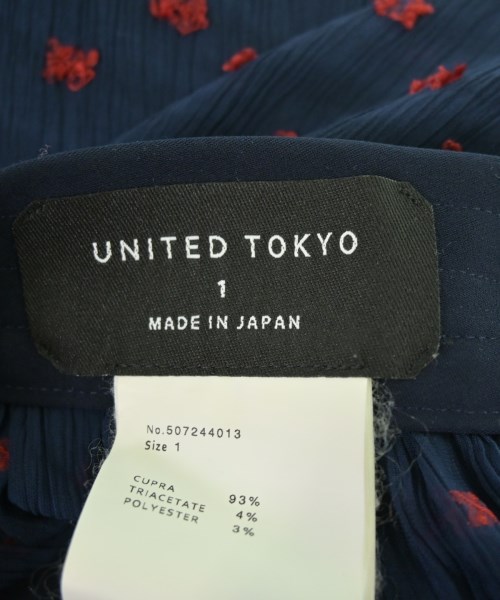 UNITED TOKYO
1
MADE IN JAPAN
No.507244013
Size 1
CUPRA 93%
TRIACETATE 4%
POLYESTER 3%